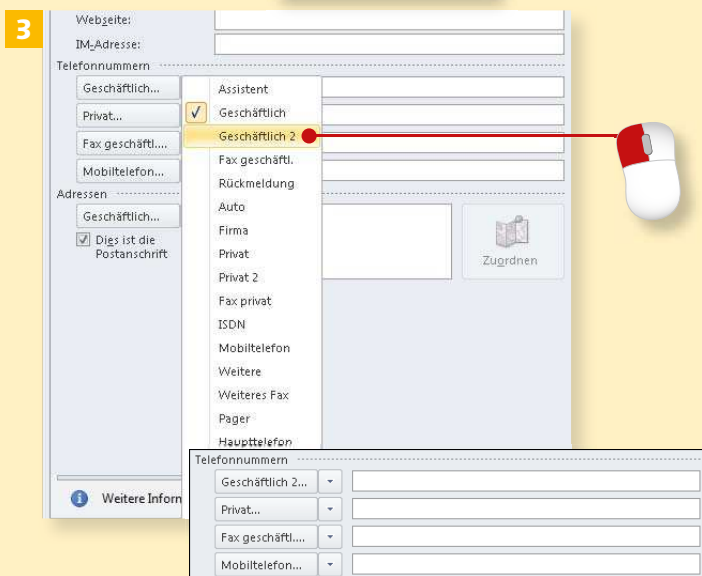 3
Webseite:
IM-Adresse:
Telefonnummern
Geschäftlich...
Privat...
Fax geschäftl....
Mobiltelefon...
Assistent
Geschäftlich
Geschäftlich 2
Fax geschäftl.
Rückmeldung
Auto
Firma
Privat
Privat 2
Fax privat
ISDN
Mobiltelefon
Weitere
Weiteres Fax
Pager
Haupttelefon
Adressen
Geschäftlich...
Dies ist die
Postanschrift
Zuordnen
Weitere Inforn
Telefonnummern
Geschäftlich 2...
Privat...
Fax geschäftl....
Mobiltelefon...